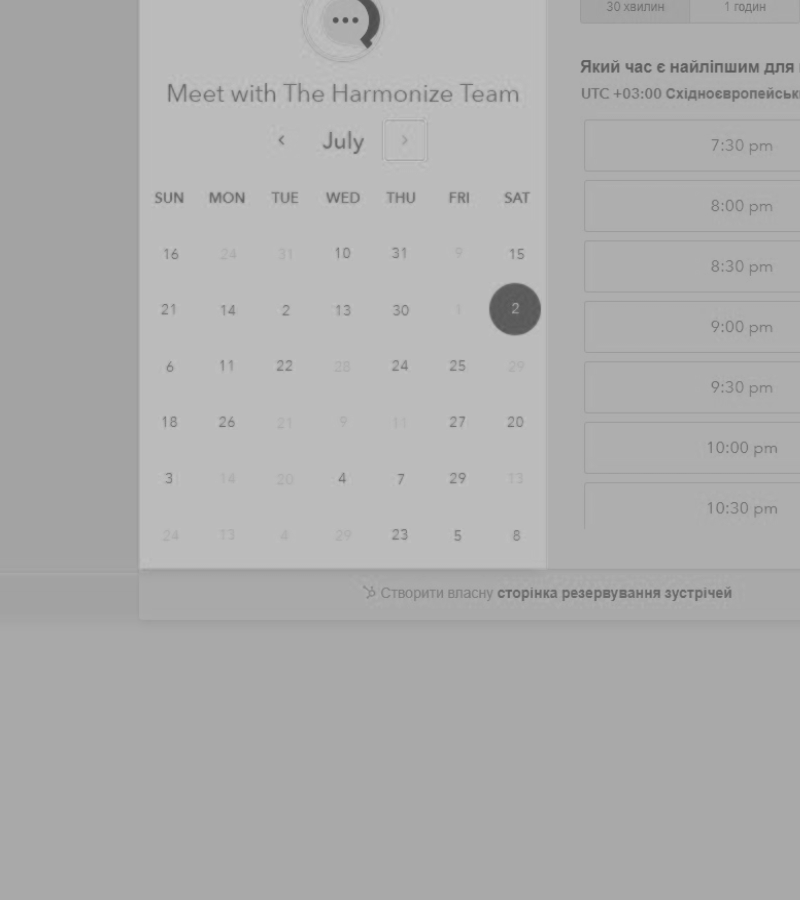 30 хвилин 1 годин
Meet with The Harmonize Team
July
SUN MON TUE WED THU FRI SAT
16 24 31 10 31 9 15
21 14 2 13 30 1 2
6 11 22 28 24 25 29
18 26 21 9 11 27 20
3 14 20 4 7 29 13
24 13 4 29 23 5 8
Який час є найліпшим для
UTC +03:00 Східноєвропейськ
7:30 pm
8:00 pm
8:30 pm
9:00 pm
9:30 pm
10:00 pm
10:30 pm
Створити власну сторінка резервування зустрічей